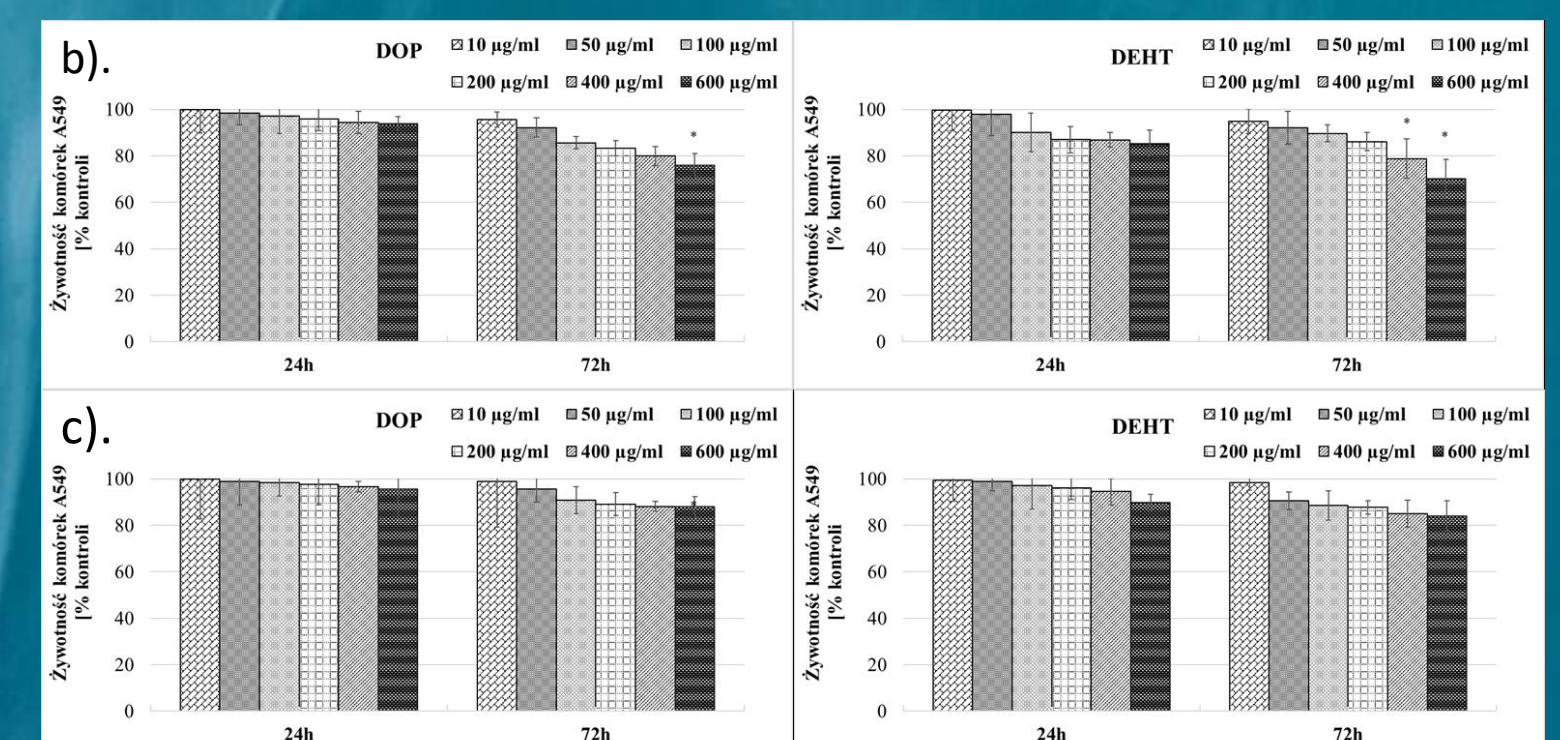 b).
DOP
10 µg/ml 50 µg/ml 100 µg/ml
200 µg/ml 400 µg/ml 600 µg/ml
Żywotność komórek A549
[% kontroli
100
80
60
40
20
0
*
24h 72h
DEHT
10 µg/ml 50 µg/ml 100 µg/ml
200 µg/ml 400 µg/ml 600 µg/ml
Żywotność komórek A549
[% kontroli
100
80
60
40
20
0
* *
24h 72h
c).
DOP
10 µg/ml 50 µg/ml 100 µg/ml
200 µg/ml 400 µg/ml 600 µg/ml
Żywotność komórek A549
[% kontroli
100
80
60
40
20
0
*
24h 72h
DEHT
10 µg/ml 50 µg/ml 100 µg/ml
200 µg/ml 400 µg/ml 600 µg/ml
Żywotność komórek A549
[% kontroli
100
80
60
40
20
0
24h 72h